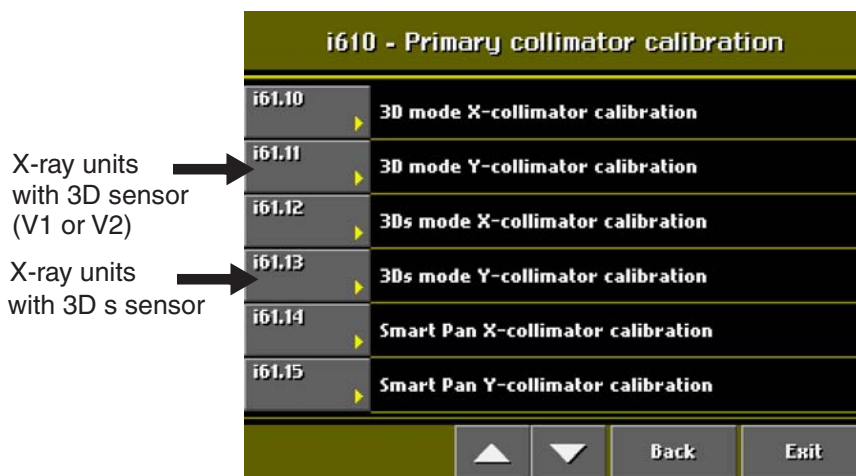 i610 - Primary collimator calibration
i61.10
3D mode X-collimator calibration
X-ray units
with 3D sensor
(V1 or V2)
i61.11
3D mode Y-collimator calibration
i61.12
3Ds mode X-collimator calibration
X-ray units
with 3D s sensor
i61.13
3Ds mode Y-collimator calibration
i61.14
Smart Pan X-collimator calibration
i61.15
Smart Pan Y-collimator calibration
Back
Exit